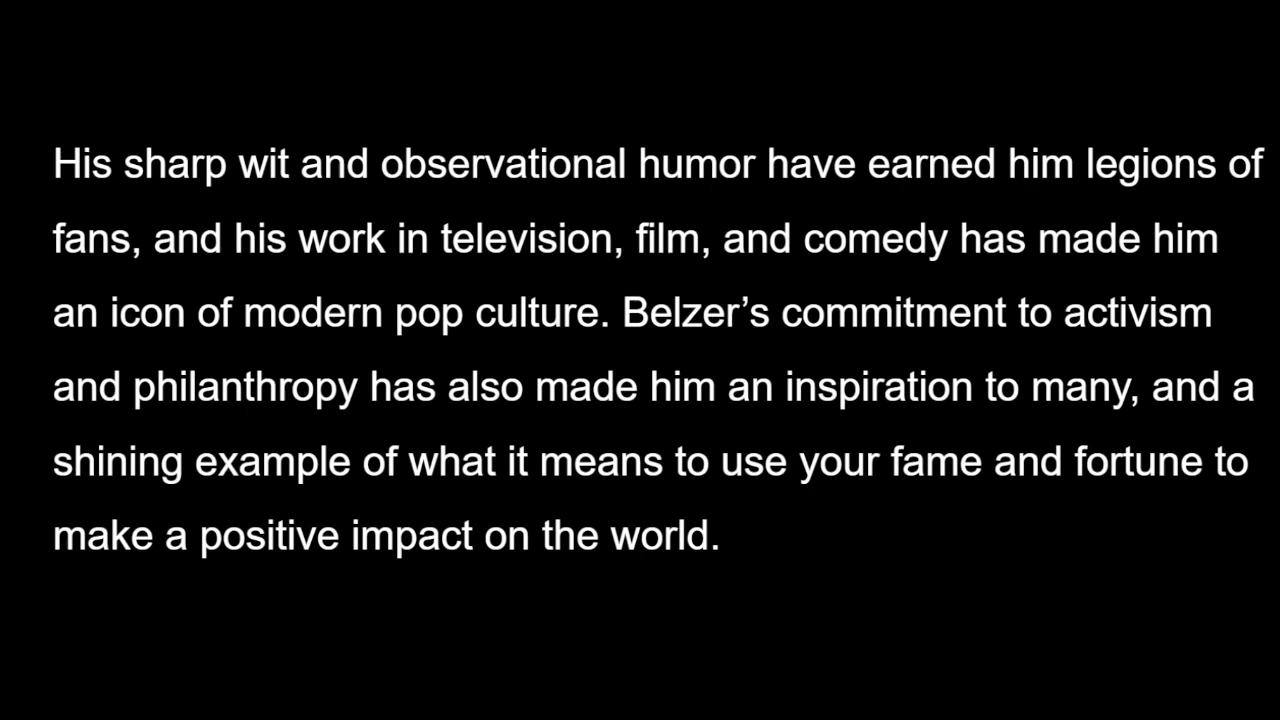 His sharp wit and observational humor have earned him legions of
fans, and his work in television, film, and comedy has made him
an icon of modern pop culture. Belzer’s commitment to activism
and philanthropy has also made him an inspiration to many, and a
shining example of what it means to use your fame and fortune to
make a positive impact on the world.